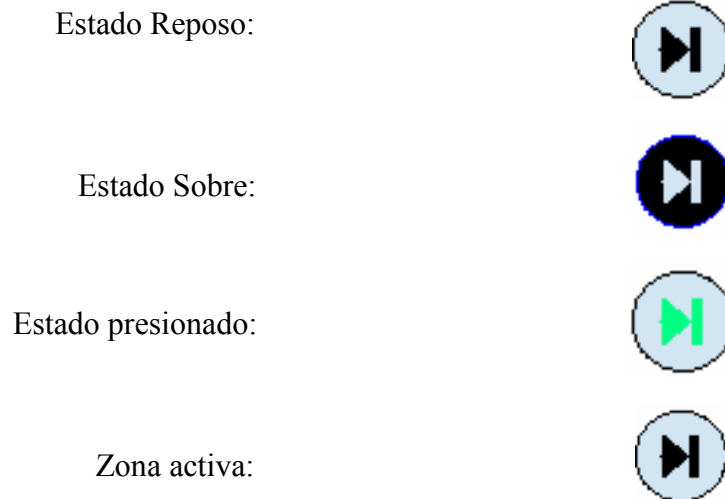 Estado Reposo:
Estado Sobre:
Estado presionado:
Zona activa: